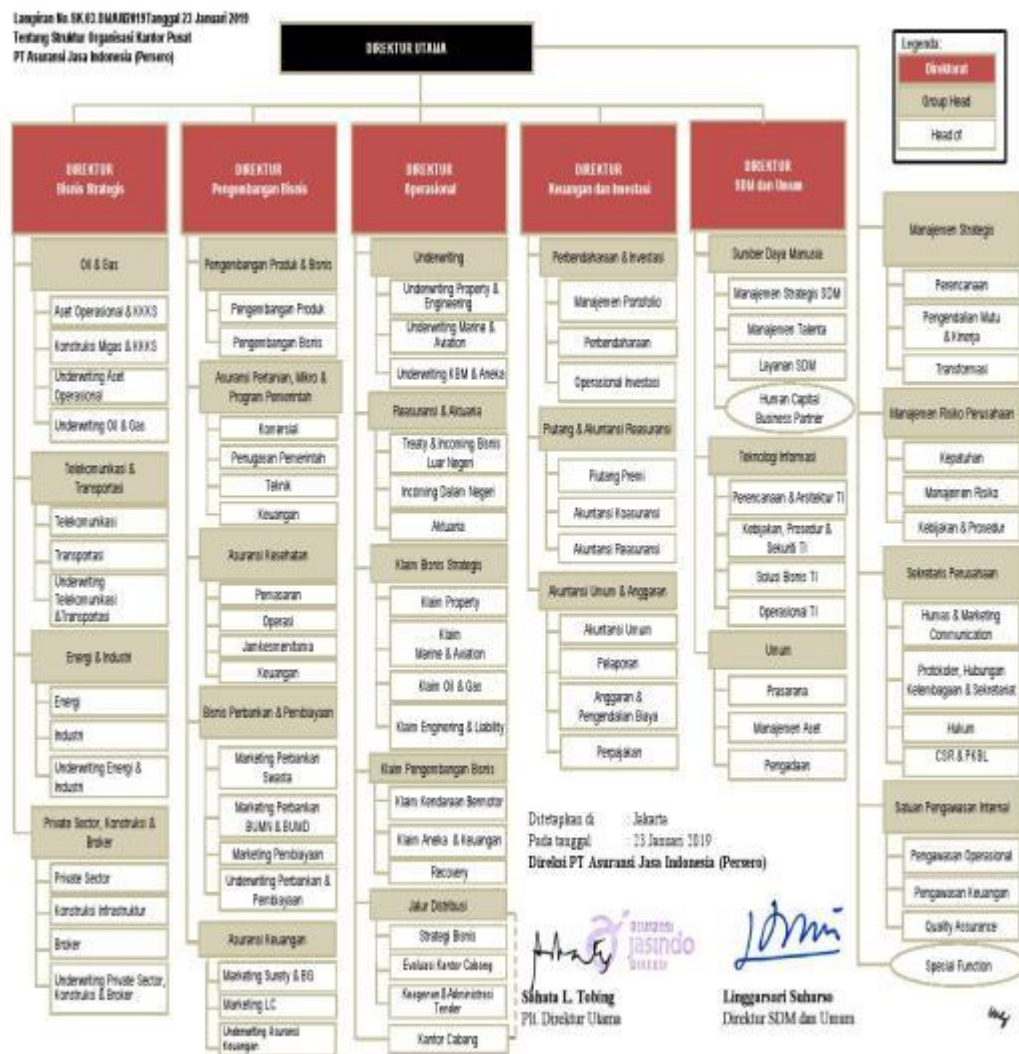 Lampiran No.SK.03.DMA/I/2019 Tanggal 23 Januari 2019
Tentang Struktur Organisasi Kantor Pusat
PT Asuransi Jasa Indonesia (Persero)
DIREKTUR UTAMA
Legenda:
Direktorat
Group Head
Head of
DIREKTUR
Bisnis Strategis
Oil & Gas
Aset Operasional & KKKS
Konstruksi Migas & KKKS
Underwriting Aset
Operasional
Underwriting Oil & Gas
Telekomunikasi &
Transportasi
Telekomunikasi
Transportasi
Underwriting
Telekomunikasi
&Transportasi
Energi & Industri
Energi
Industri
Underwriting Energi &
Industri
Private Sector, Konstruksi &
Broker
Private Sector
Konstruksi Infrastruktur
Broker
Underwriting Private Sector,
Konstruksi & Broker
DIREKTUR
Pengembangan Bisnis
Pengembangan Produk & Bisnis
Pengembangan Produk
Pengembangan Bisnis
Asuransi Pertanian, Mikro &
Program Pemerintah
Komersial
Penugasan Pemerintah
Teknik
Keuangan
Asuransi Kesehatan
Pemasaran
Operasi
Jamkesmenitama
Keuangan
Bisnis Perbankan & Pembiayaan
Marketing Perbankan
Swasta
Marketing Perbankan
BUMN & BUMD
Marketing Pembiayaan
Underwriting Perbankan &
Pembiayaan
Asuransi Keuangan
Marketing Surety & BG
Marketing LC
Underwriting Asuransi
Keuangan
DIREKTUR
Operasional
Underwriting
Underwriting Property &
Engineering
Underwriting Marine &
Aviation
Underwriting KBM & Aneka
Reasuransi & Aktuaria
Treaty & Incoming Bisnis
Luar Negeri
Incoming Dalam Negeri
Aktuaria
Klaim Bisnis Strategis
Klaim Property
Klaim
Marine & Aviation
Klaim Oil & Gas
Klaim Enginering & Liability
Klaim Pengembangan Bisnis
Klaim Kendaraan Bermotor
Klaim Aneka & Keuangan
Recovery
Jalur Distribusi
Strategi Bisnis
Evaluasi Kantor Cabang
Keagenan & Administrasi
Tender
Kantor Cabang
DIREKTUR
Keuangan dan Investasi
Perbendaharaan & Investasi
Manajemen Portofolio
Perbendaharaan
Operasional Investasi
Piutang & Akuntansi Reasuransi
Piutang Premi
Akuntansi Koasuransi
Akuntansi Reasuransi
Akuntansi Umum & Anggaran
Akuntansi Umum
Pelaporan
Anggaran &
Pengendalian Biaya
Perpajakan
DIREKTUR
SDM dan Umum
Sumber Daya Manusia
Manajemen Strategis SDM
Manajemen Talenta
Layanan SDM
Human Capital
Business Partner
Teknologi Informasi
Perencanaan & Arsitektur TI
Kebijakan, Prosedur &
Sekuriti TI
Solusi Bisnis TI
Operasional TI
Umum
Prasarana
Manajemen Aset
Pengadaan
Manajemen Strategis
Perencanaan
Pengendalian Mutu
& Kinerja
Transformasi
Manajemen Risiko Perusahaan
Kepatuhan
Manajemen Risiko
Kebijakan & Prosedur
Sekretaris Perusahaan
Humas & Marketing
Communication
Protokoler, Hubungan
Kelembagaan & Sekretariat
Hukum
CSR & PKBL
Satuan Pengawasan Internal
Pengawasan Operasional
Pengawasan Keuangan
Quality Assurance
Special Function
Ditetapkan di : Jakarta
Pada tanggal : 23 Januari 2019
Direksi PT Asuransi Jasa Indonesia (Persero)
asuransi
jasindo
DIREKSI
Sahata L. Tobing
Plt. Direktur Utama
Linggarsari Suharso
Direktur SDM dan Umum